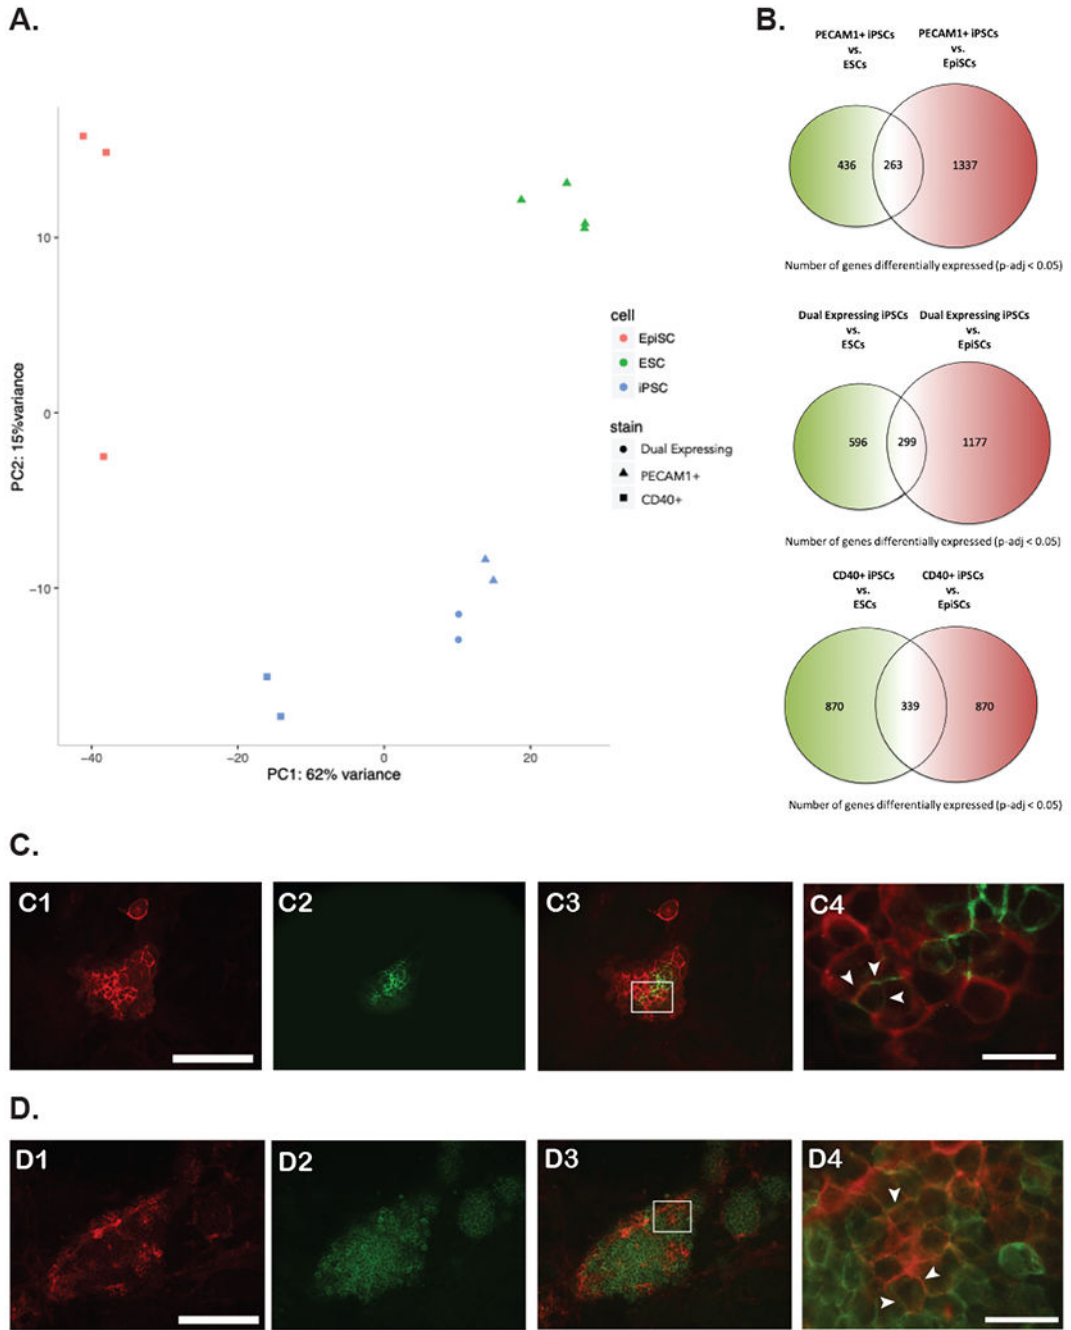 A.
10
0
−10
PC2: 15%variance
−40
−20
0
20
PC1: 62% variance
cell
EpiSC
ESC
iPSC
stain
Dual Expressing
PECAM1+
CD40+
B.
PECAM1+ iPSCs
vs.
ESCs
PECAM1+ iPSCs
vs.
EpiSCs
436
263
1337
Number of genes differentially expressed (p-adj < 0.05)
Dual Expressing iPSCs
vs.
ESCs
Dual Expressing iPSCs
vs.
EpiSCs
596
299
1177
Number of genes differentially expressed (p-adj < 0.05)
CD40+ iPSCs
vs.
ESCs
CD40+ iPSCs
vs.
EpiSCs
870
339
870
Number of genes differentially expressed (p-adj < 0.05)
C.
C1
C2
C3
C4
D.
D1
D2
D3
D4